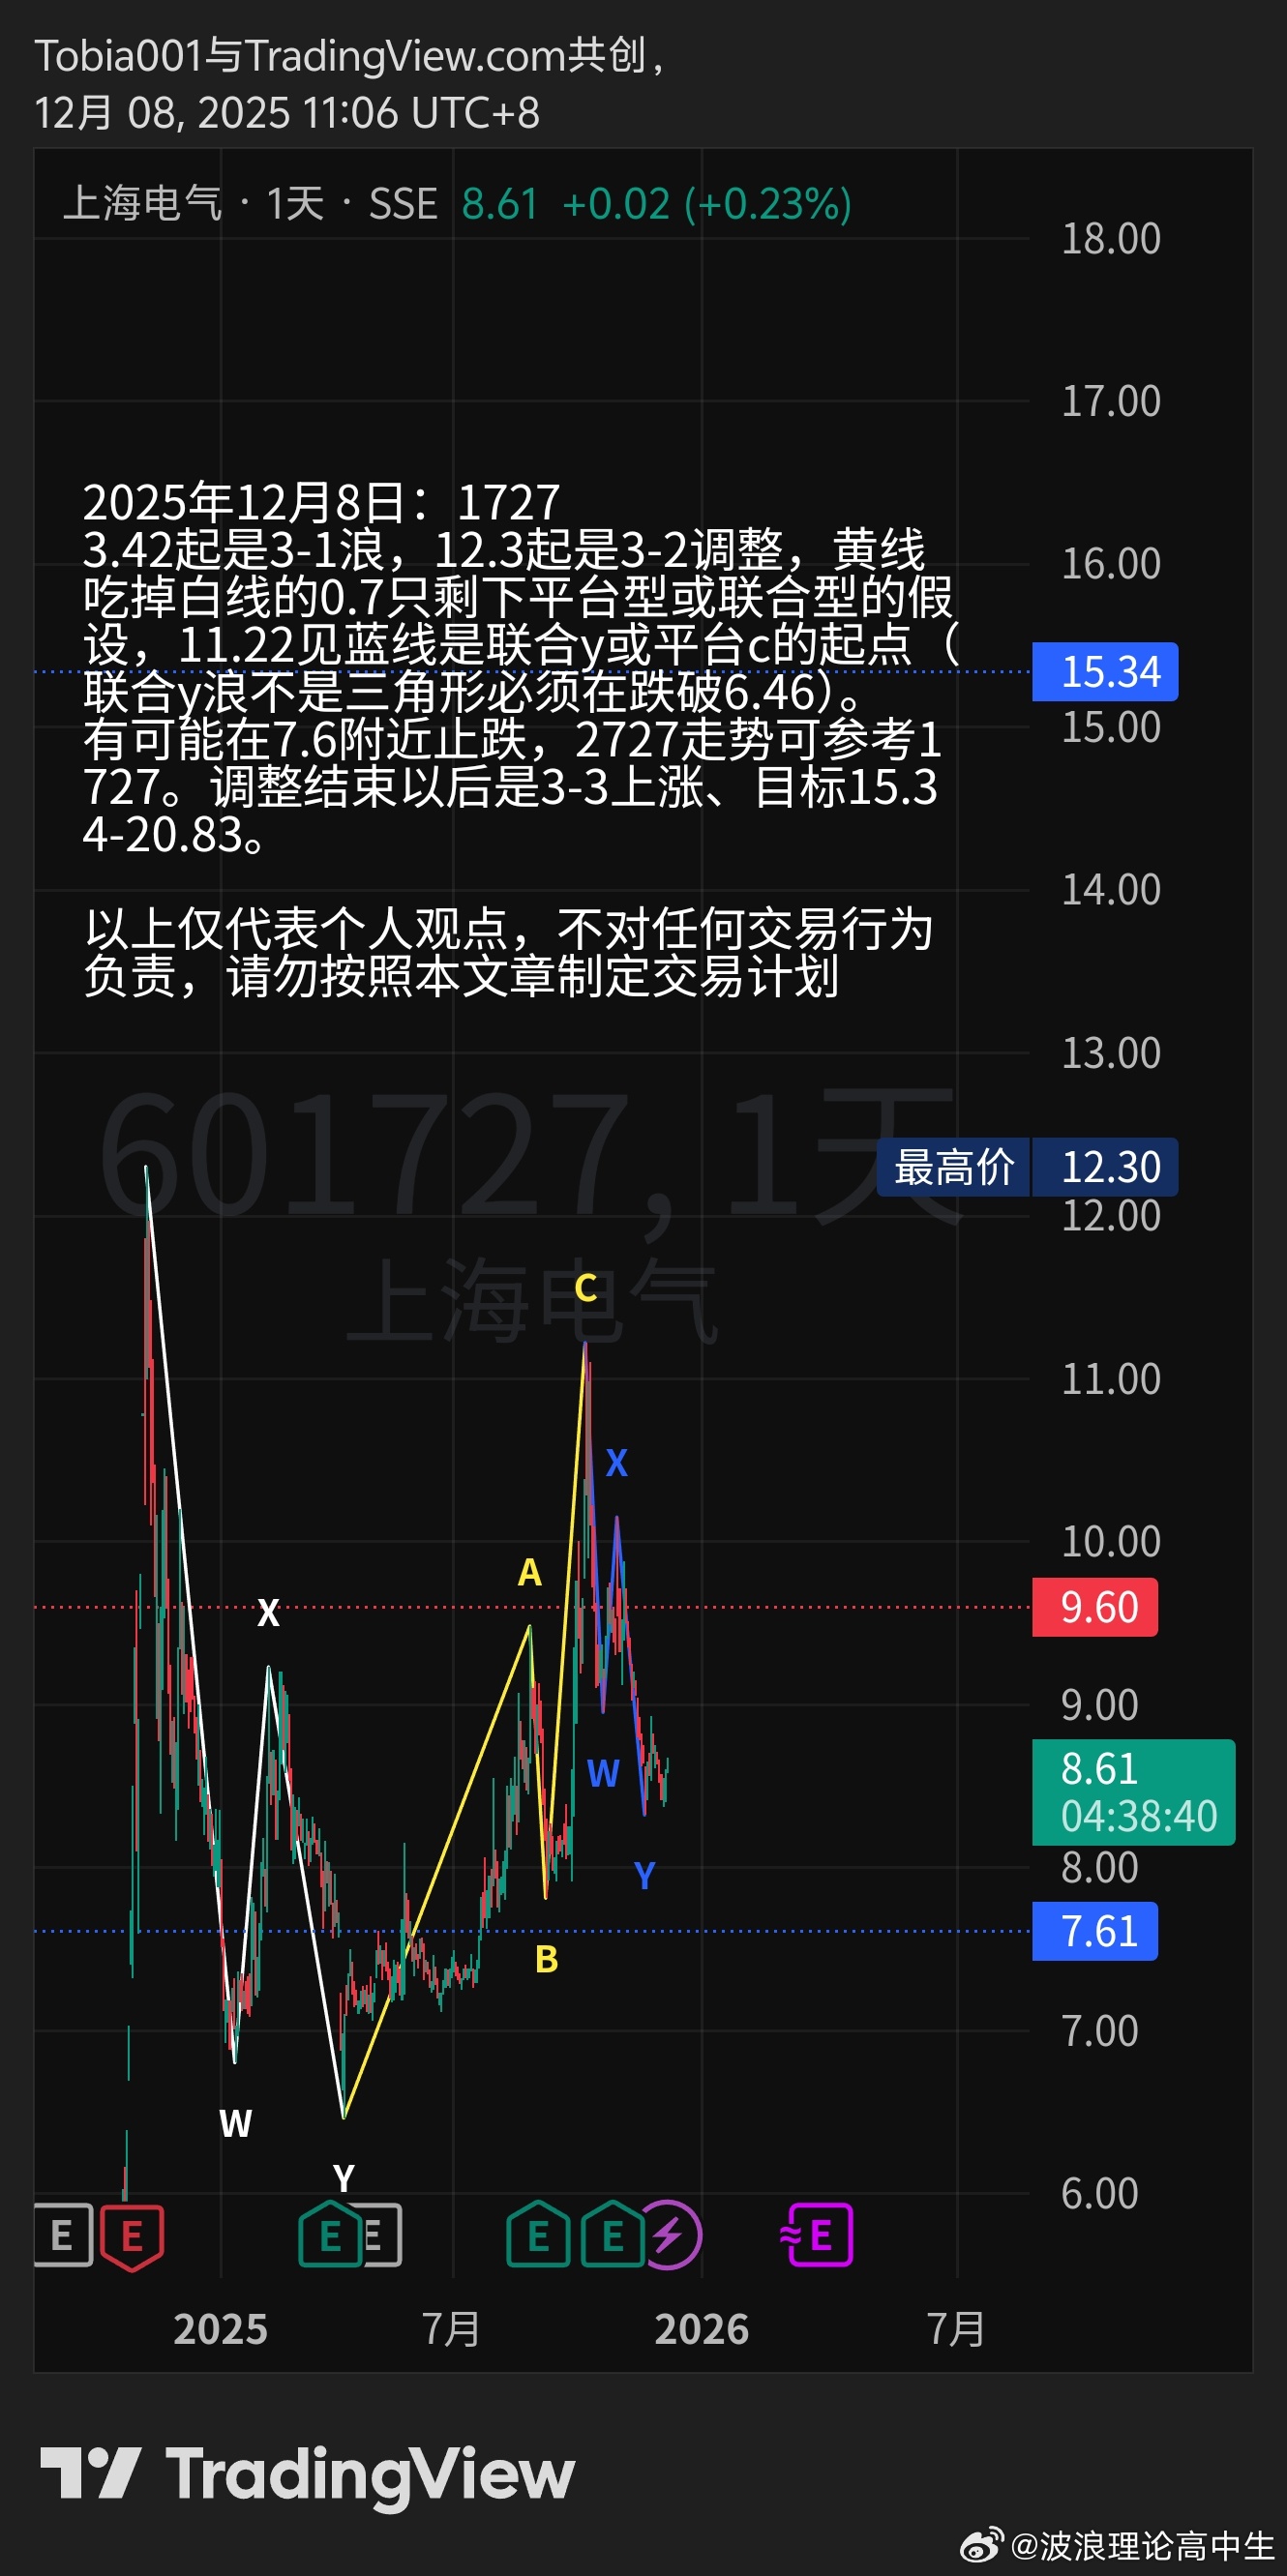 Tobia001与TradingView.com共创，
12月 08, 2025 11:06 UTC+8
上海电气 · 1天 · SSE 8.61 +0.02 (+0.23%)
18.00
17.00
2025年12月8日：1727
3.42起是3-1浪，12.3起是3-2调整，黄线
吃掉白线的0.7只剩下平台型或联合型的假
设，11.22见蓝线是联合y或平台c的起点（
联合y浪不是三角形必须在跌破6.46）。
有可能在7.6附近止跌，2727走势可参考1
727。调整结束以后是3-3上涨、目标15.3
4-20.83。
16.00
15.34
15.00
14.00
以上仅代表个人观点，不对任何交易行为
负责，请勿按照本文章制定交易计划
13.00
601727, 1天
最高价 12.30
12.00
上海电气
C
11.00
X
10.00
A
X
9.60
9.00
W
8.61
04:38:40
Y
8.00
7.61
B
7.00
W
Y
6.00
E E E E E E E
2025 7月 2026 7月
TradingView
@波浪理论高中生